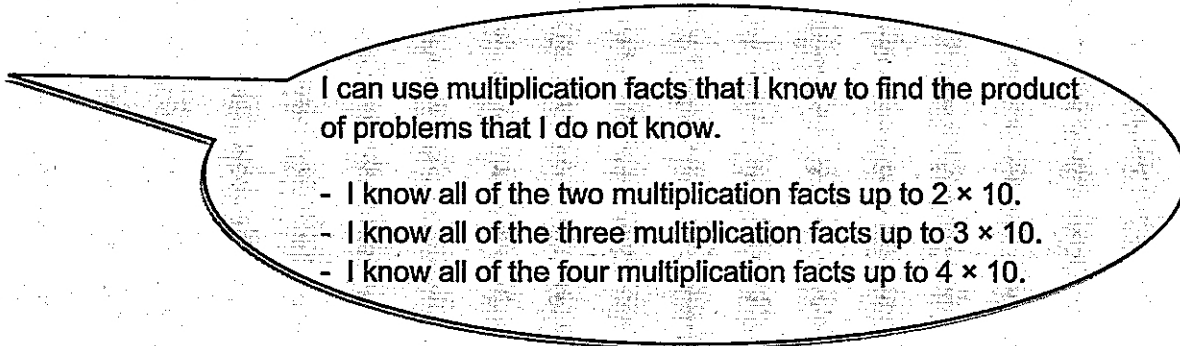 I can use multiplication facts that I know to find the product
of problems that I do not know.
- I know all of the two multiplication facts up to 2 × 10.
- I know all of the three multiplication facts up to 3 × 10.
- I know all of the four multiplication facts up to 4 × 10.